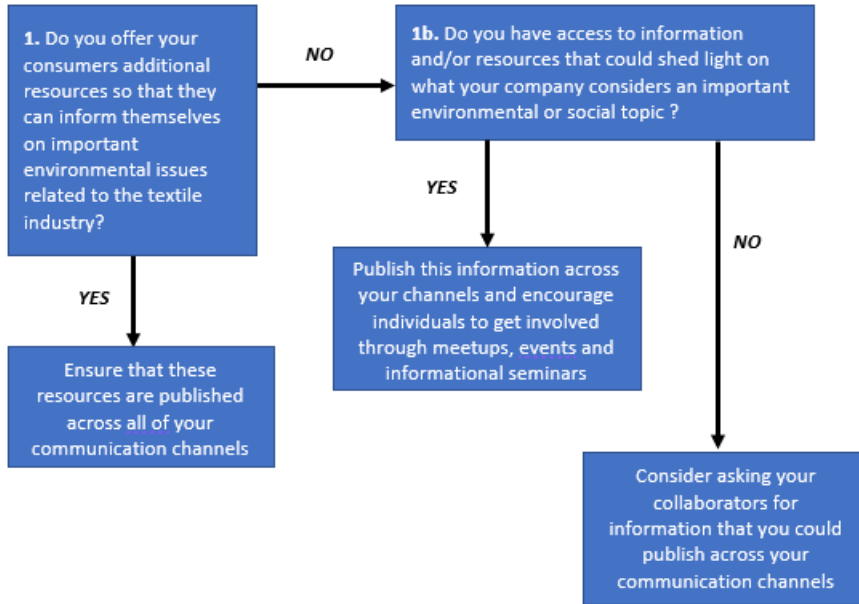 1. Do you offer your
consumers additional
resources so that they
can inform themselves
on important
environmental issues
related to the textile
industry?
NO
1b. Do you have access to information
and/or resources that could shed light on
what your company considers an important
environmental or social topic ?
YES
Ensure that these
resources are published
across all of your
communication channels
YES
Publish this information across
your channels and encourage
individuals to get involved
through meetups, events and
informational seminars
NO
Consider asking your
collaborators for
information that you could
publish across your
communication channels